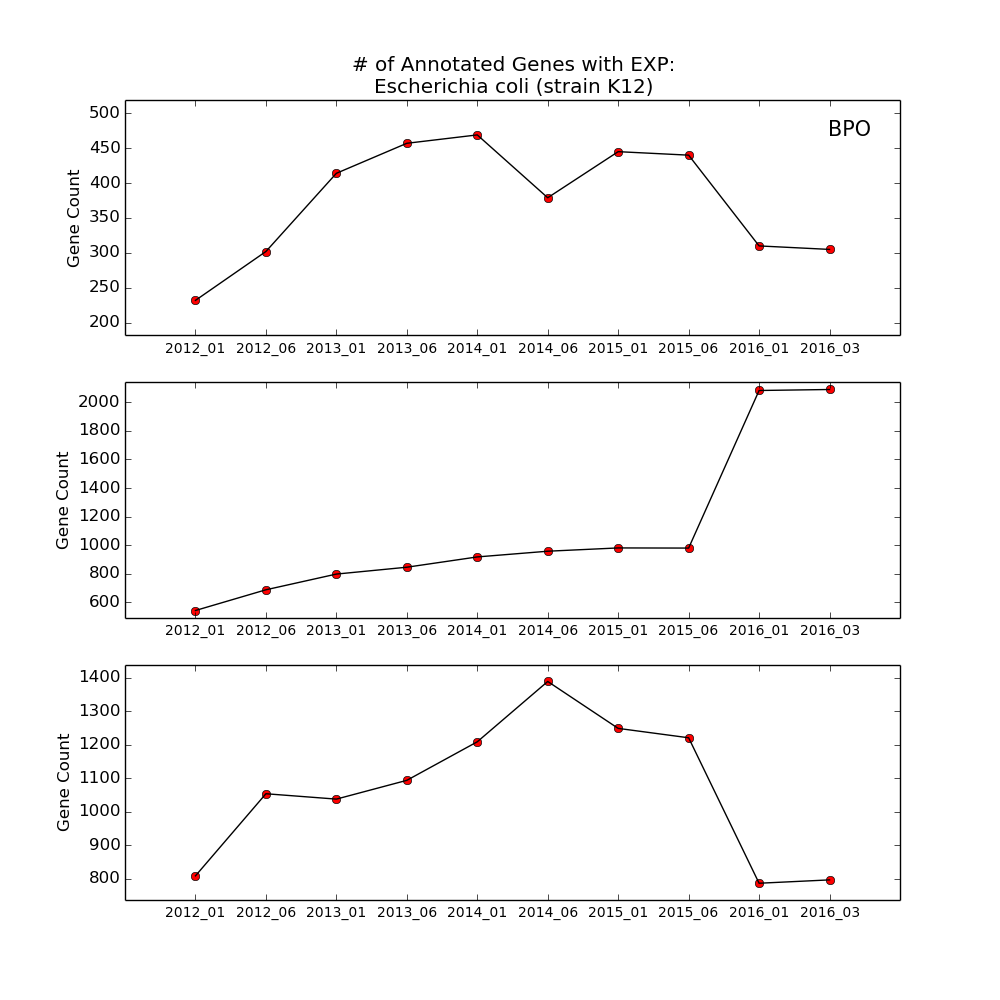 # of Annotated Genes with EXP:
Escherichia coli (strain K12)
BPO
Gene Count
500
450
400
350
300
250
200
2012_01 2012_06 2013_01 2013_06 2014_01 2014_06 2015_01 2015_06 2016_01 2016_03
Gene Count
2000
1800
1600
1400
1200
1000
800
600
2012_01 2012_06 2013_01 2013_06 2014_01 2014_06 2015_01 2015_06 2016_01 2016_03
Gene Count
1400
1300
1200
1100
1000
900
800
2012_01 2012_06 2013_01 2013_06 2014_01 2014_06 2015_01 2015_06 2016_01 2016_03